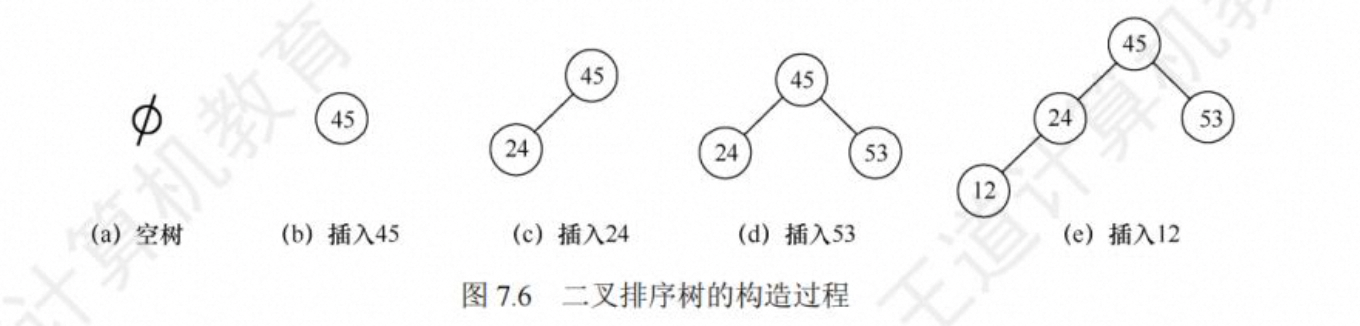 45
45
45
45
24
53
24
24
53
12
(a) 空树
(b) 插入45
(c) 插入24
(d) 插入53
(e) 插入12
图 7.6 二叉排序树的构造过程
计算机教育
王道计算机教